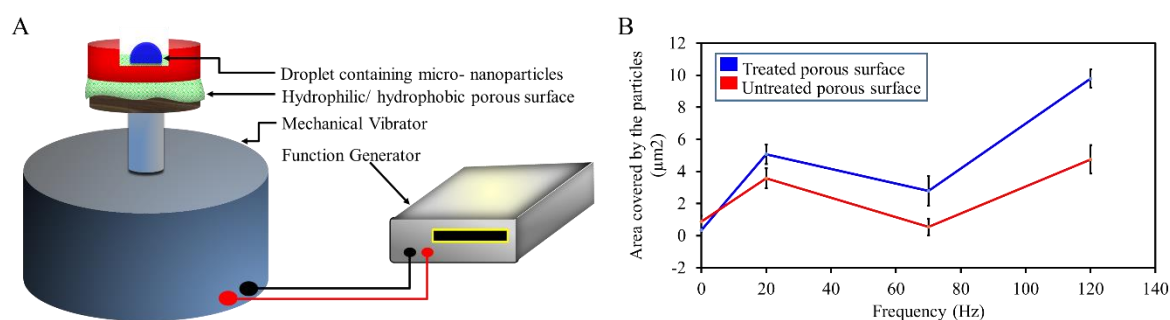 A
Droplet containing micro- nanoparticles
Hydrophilic/ hydrophobic porous surface
Mechanical Vibrator
Function Generator
B
Area covered by the particles
(μm2)
12
10
8
6
4
2
0
-2
Treated porous surface
Untreated porous surface
0 20 40 60 80 100 120 140
Frequency (Hz)